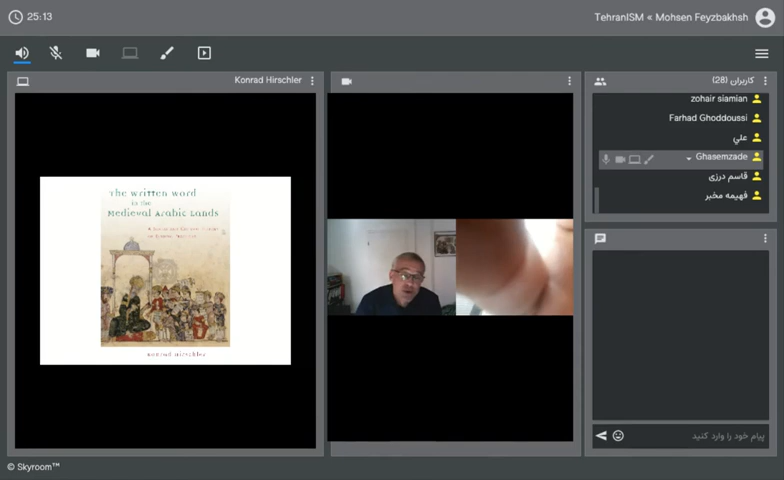 25:13
TehranISM « Mohsen Feyzbakhsh
Konrad Hirschler
The Written Word
in the
Medieval Arabic Lands
Konrad Hirschler
کاربران (28)
zohair siamian
Farhad Ghoddoussi
علي
Ghasemzade
قاسم درزی
فهیمه مخبر
پیام خود را وارد کنید
© Skyroom™